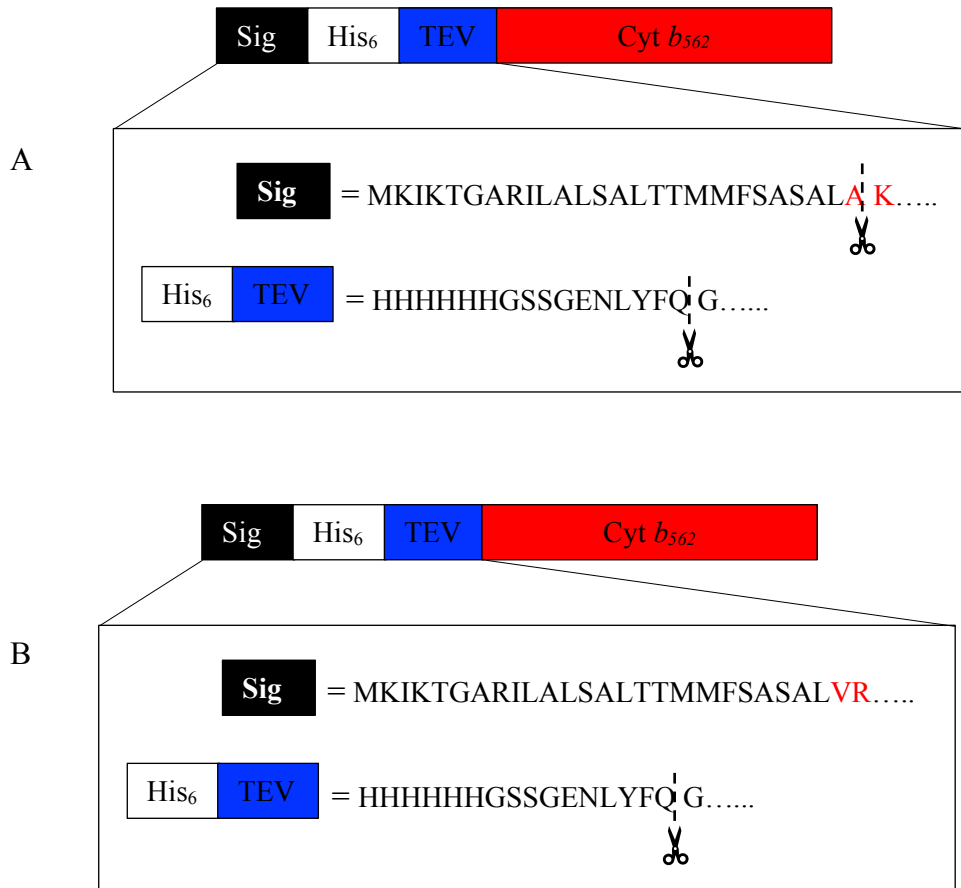 Sig His₆ TEV Cyt b₅₆₂
A
Sig = MKIKTGARILALSALTTMMFSASALA K…..
His₆ TEV = HHHHHHGSSGENLYFQ G…...
Sig His₆ TEV Cyt b₅₆₂
B
Sig = MKIKTGARILALSALTTMMFSASALVR…..
His₆ TEV = HHHHHHGSSGENLYFQ G…...